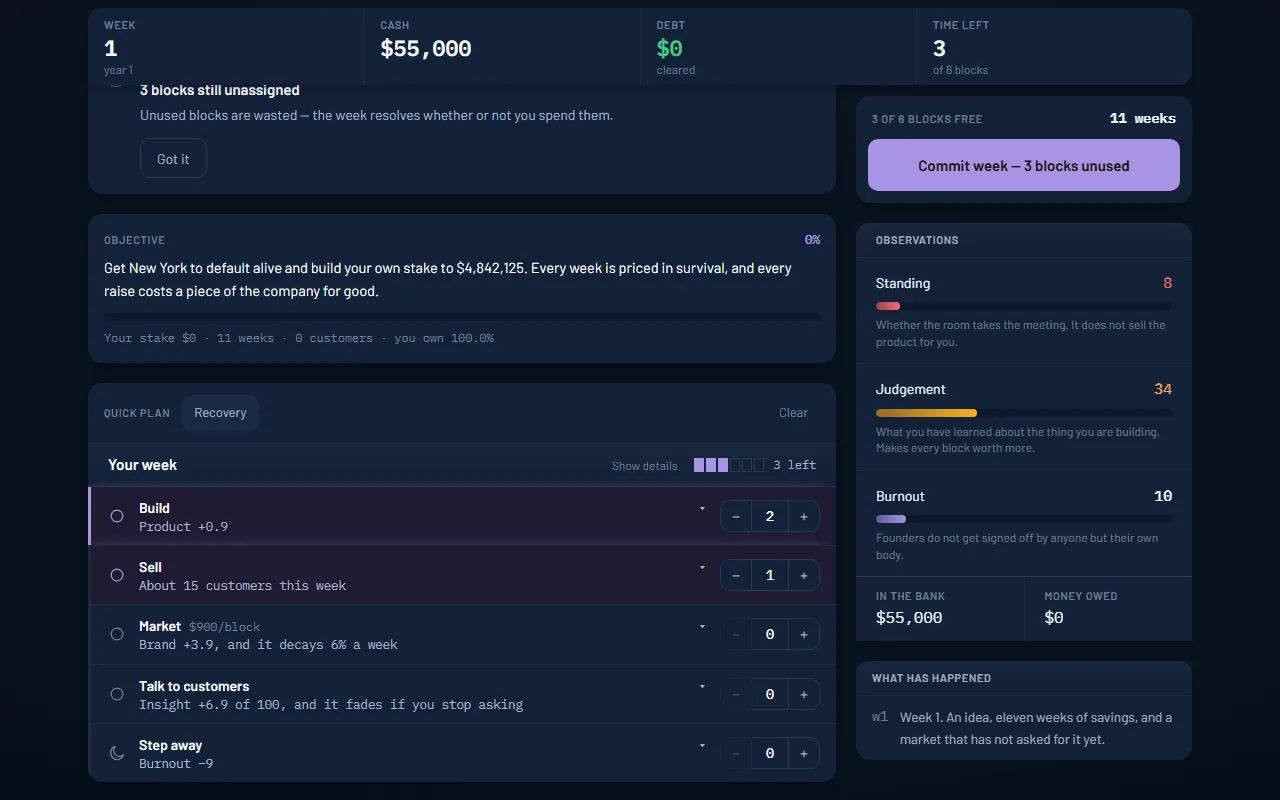 WEEK
1
year 1
CASH
$55,000
DEBT
$0
cleared
TIME LEFT
3
of 6 blocks
3 blocks still unassigned
Unused blocks are wasted — the week resolves whether or not you spend them.
Got it
3 OF 6 BLOCKS FREE
11 weeks
Commit week — 3 blocks unused
OBJECTIVE
0%
Get New York to default alive and build your own stake to $4,842,125. Every week is priced in survival, and every
raise costs a piece of the company for good.
Your stake $0 · 11 weeks · 0 customers · you own 100.0%
QUICK PLAN
Recovery
Clear
Your week
Show details
3 left
Build
Product +0.9
− 2 +
Sell
About 15 customers this week
− 1 +
Market $900/block
Brand +3.9, and it decays 6% a week
− 0 +
Talk to customers
Insight +6.9 of 100, and it fades if you stop asking
− 0 +
Step away
Burnout −9
− 0 +
OBSERVATIONS
Standing
8
Whether the room takes the meeting. It does not sell the
product for you.
Judgement
34
What you have learned about the thing you are building.
Makes every block worth more.
Burnout
10
Founders do not get signed off by anyone but their own
body.
IN THE BANK
$55,000
MONEY OWED
$0
WHAT HAS HAPPENED
w1
Week 1. An idea, eleven weeks of savings, and a
market that has not asked for it yet.